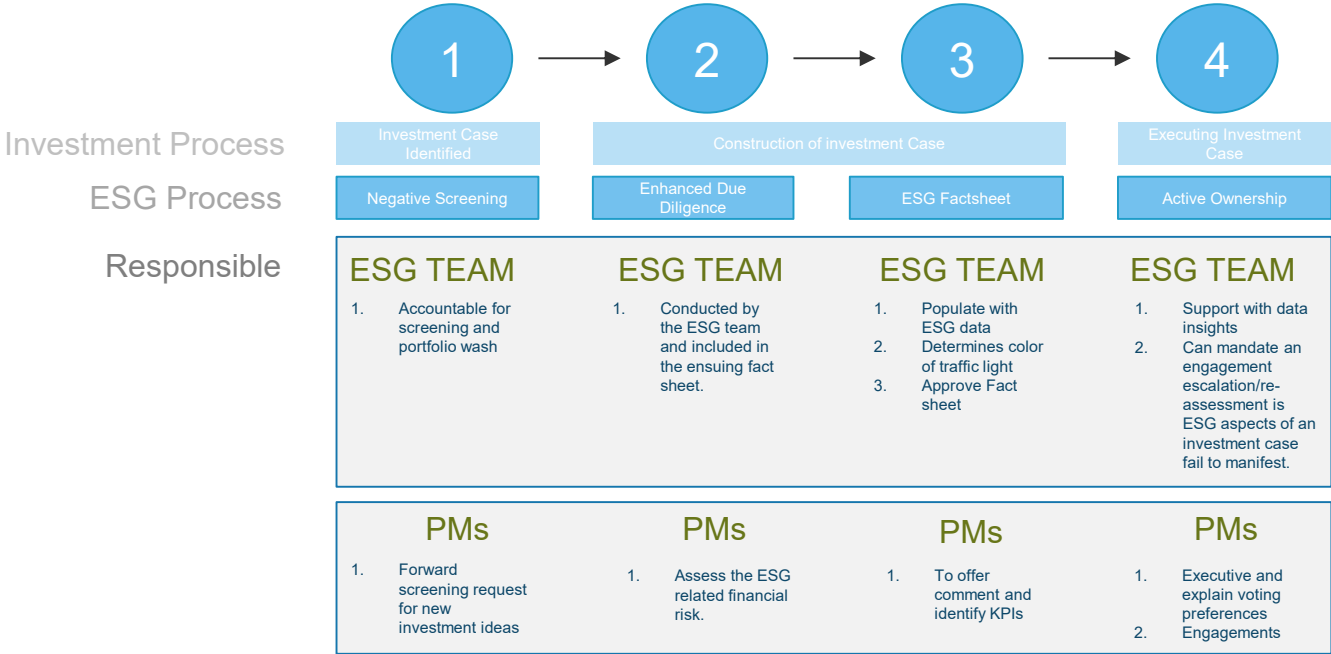 1
2
3
4
Investment Process
Investment Case
Identified
Construction of investment Case
Executing Investment
Case
ESG Process
Negative Screening
Enhanced Due
Diligence
ESG Factsheet
Active Ownership
Responsible
ESG TEAM
1. Accountable for
screening and
portfolio wash
ESG TEAM
1. Conducted by
the ESG team
and included in
the ensuing fact
sheet.
ESG TEAM
1. Populate with
ESG data
2. Determines color
of traffic light
3. Approve Fact
sheet
ESG TEAM
1. Support with data
insights
2. Can mandate an
engagement
escalation/re-
assessment is
ESG aspects of an
investment case
fail to manifest.
PMs
1. Forward
screening request
for new
investment ideas
PMs
1. Assess the ESG
related financial
risk.
PMs
1. To offer
comment and
identify KPIs
PMs
1. Executive and
explain voting
preferences
2. Engagements